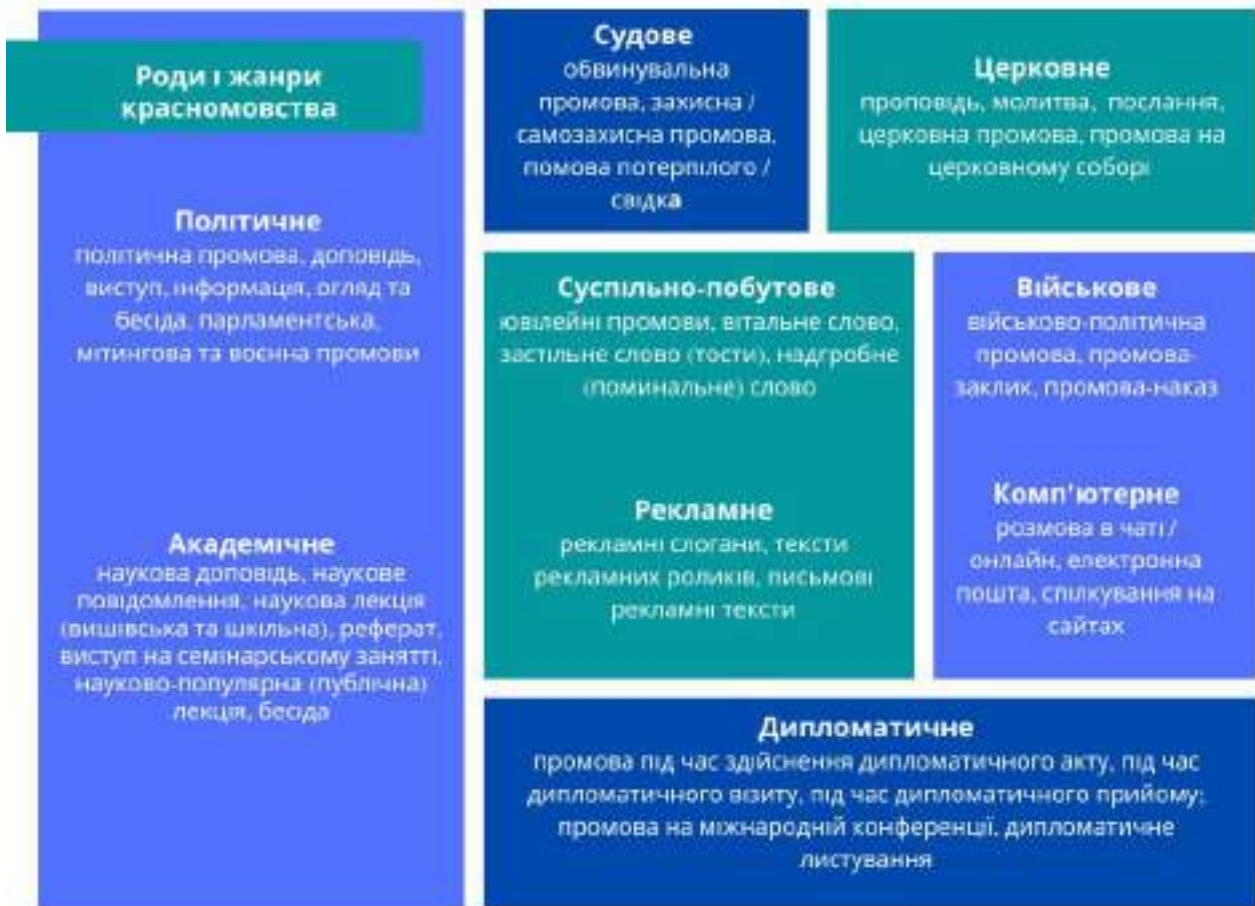 Роди і жанри
красномовства
Політичне
політична промова, доповідь,
виступ, інформація, огляд та
бесіда, парламентська,
мітингова та воєнна промови
Академічне
наукова доповідь, наукове
повідомлення, наукова лекція
(вишівська та шкільна), реферат,
виступ на семінарському занятті,
науково-популярна (публічна)
лекція, бесіда
Судове
обвинувальна
промова, захисна /
самозахисна промова,
помова потерпілого /
свідка
Церковне
проповідь, молитва, послання,
церковна промова, промова на
церковному соборі
Суспільно-побутове
ювілейні промови, вітальне слово,
застільне слово (тости), надгробне
(поминальне) слово
Рекламне
рекламні слогани, тексти
рекламних роликів, письмові
рекламні тексти
Військове
військово-політична
промова, промова-
заклик, промова-наказ
Комп'ютерне
розмова в чаті /
онлайн, електронна
пошта, спілкування на
сайтах
Дипломатичне
промова під час здійснення дипломатичного акту, під час
дипломатичного візиту, під час дипломатичного прийому;
промова на міжнародній конференції, дипломатичне
листування